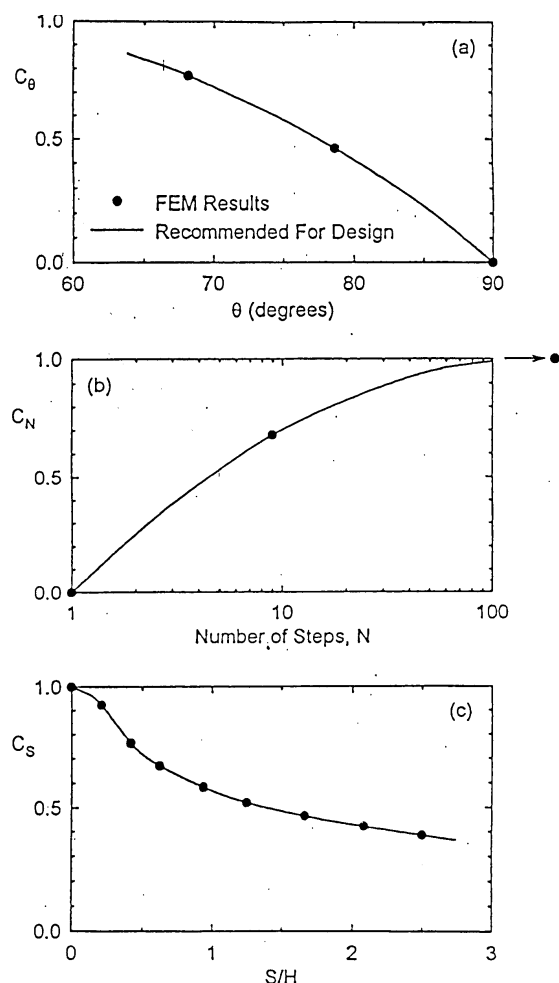 1.0
(a)
C_θ
0.5
FEM Results
Recommended For Design
0.0
60 70 80 90
θ (degrees)
1.0
(b)
C_N
0.5
0.0
1 10 100
Number of Steps, N
1.0
(c)
C_S
0.5
0.0
0 1 2 3
S/H